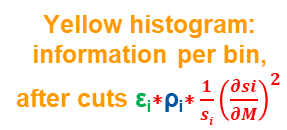 Yellow histogram:
information per bin,
after cuts εᵢ*ρᵢ* 1/sᵢ (∂si/∂M)²